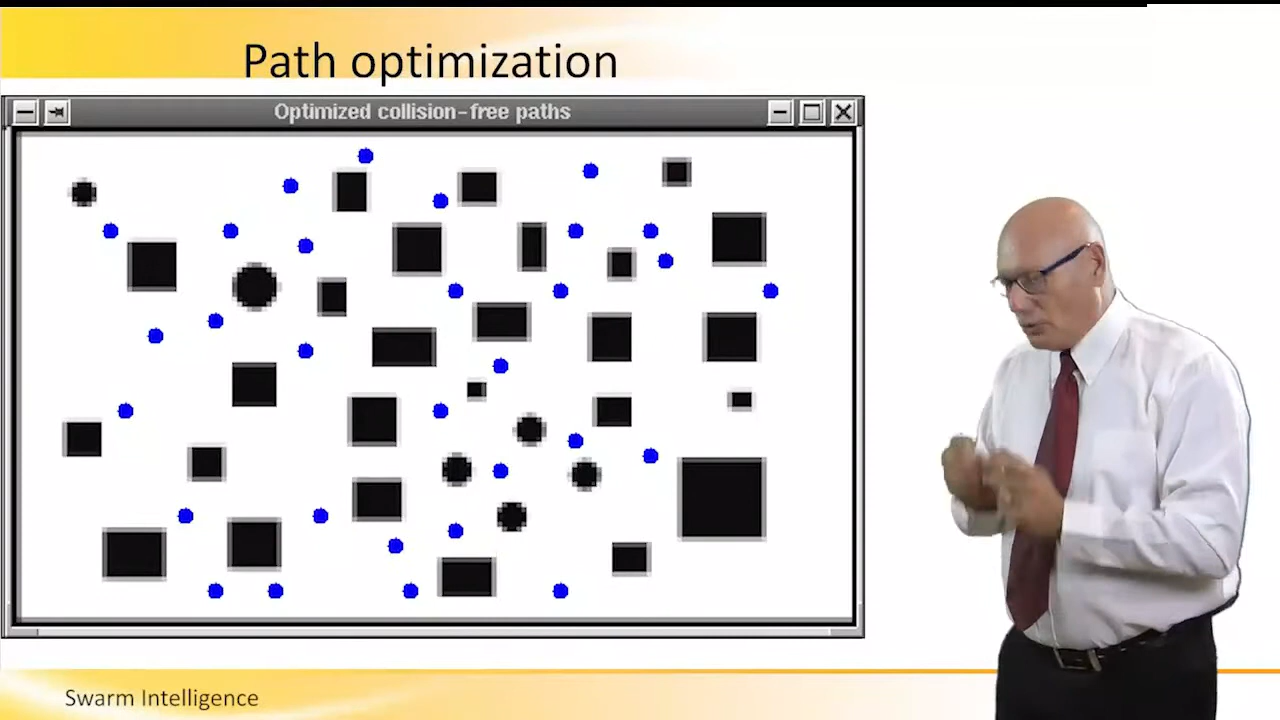 Path optimization
Optimized collision-free paths
Swarm Intelligence